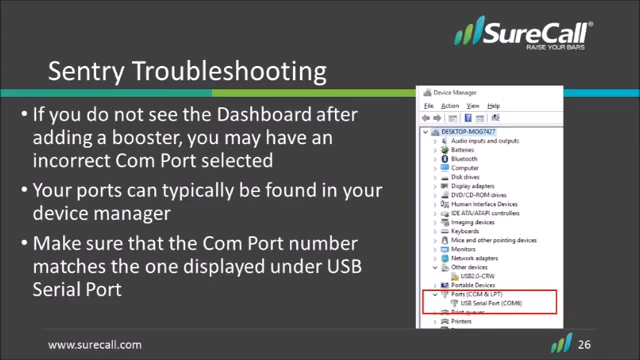 SureCall
RAISE YOUR BARS
Sentry Troubleshooting
• If you do not see the Dashboard after
adding a booster, you may have an
incorrect Com Port selected
• Your ports can typically be found in your
device manager
• Make sure that the Com Port number
matches the one displayed under USB
Serial Port
Device Manager
File Action View Help
DESKTOP-MOG7427
Audio inputs and outputs
Batteries
Bluetooth
Computer
Disk drives
Display adapters
DVD/CD-ROM drives
Human Interface Devices
IDE ATA/ATAPI controllers
Imaging devices
Keyboards
Mice and other pointing devices
Monitors
Network adapters
Other devices
USB2.0-CRW
Portable Devices
Ports (COM & LPT)
USB Serial Port (COM6)
Print queues
Printers
www.surecall.com
26